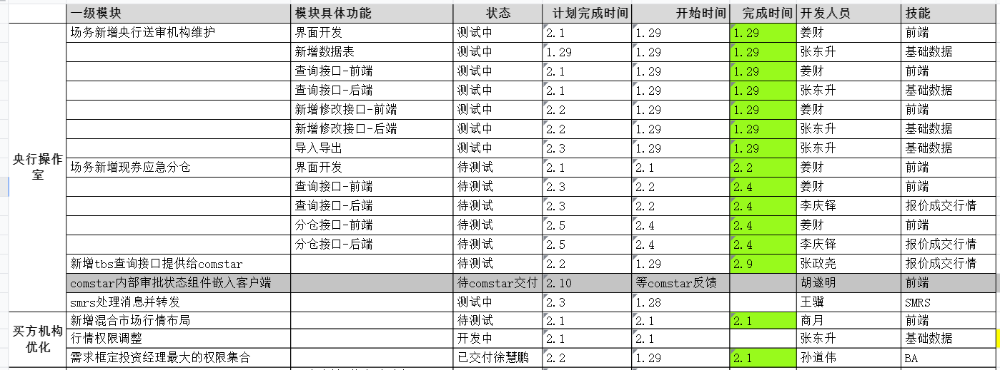 一级模块 模块具体功能 状态 计划完成时间 开始时间 完成时间 开发人员 技能
央行操作室
场务新增央行送审机构维护 界面开发 测试中 2.1 1.29 1.29 姜财 前端
新增数据表 测试中 1.29 1.29 1.29 张东升 基础数据
查询接口-前端 测试中 2.1 1.29 1.29 姜财 前端
查询接口-后端 测试中 2.1 1.29 1.29 张东升 基础数据
新增修改接口-前端 测试中 2.2 1.29 1.29 姜财 前端
新增修改接口-后端 测试中 2.2 1.29 1.29 张东升 基础数据
导入导出 测试中 2.3 1.29 1.29 张东升 基础数据
场务新增现券应急分仓 界面开发 待测试 2.1 2.1 2.2 姜财 前端
查询接口-前端 待测试 2.3 2.2 2.4 姜财 前端
查询接口-后端 待测试 2.3 2.2 2.4 李庆铎 报价成交行情
分仓接口-前端 待测试 2.5 2.4 2.4 姜财 前端
分仓接口-后端 待测试 2.5 2.4 2.4 李庆铎 报价成交行情
新增tbs查询接口提供给comstar 待测试 2.2 1.29 2.9 张政尧 报价成交行情
comstar内部审批状态组件嵌入客户端 待comstar交付 2.10 等comstar反馈 胡遂明 前端
smrs处理消息并转发 测试中 2.3 1.28 王骥 SMRS
买方机构优化
新增混合市场行情布局 待测试 2.1 2.1 2.1 商月 前端
行情权限调整 开发中 2.1 2.1 张东升 基础数据
需求框定投资经理最大的权限集合 已交付徐慧鹏 2.2 1.29 2.1 孙道伟 BA